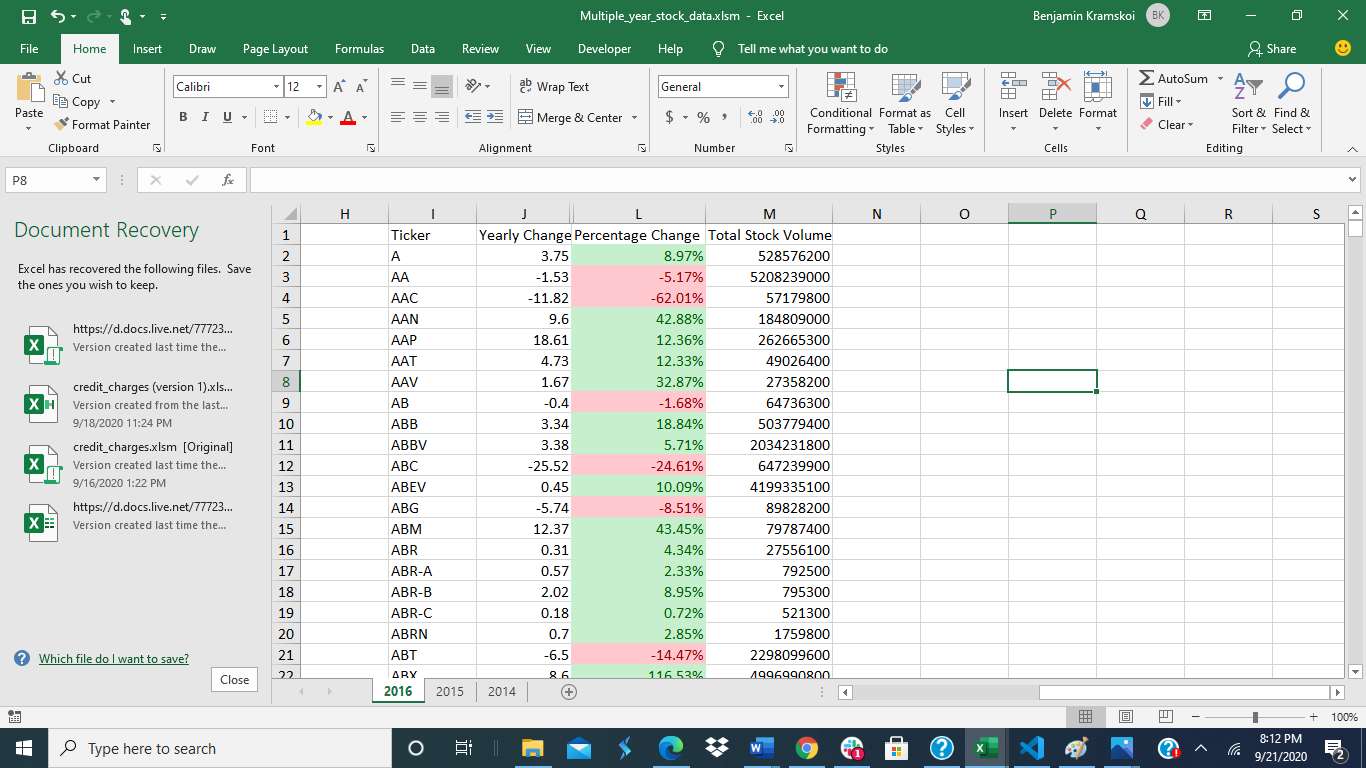 Multiple_year_stock_data.xlsm - Excel
Benjamin Kramskoi BK
File Home Insert Draw Page Layout Formulas Data Review View Developer Help Tell me what you want to do Share
Paste
Cut
Copy
Format Painter
Clipboard
Calibri 12
B I U A
Font
Wrap Text
Merge & Center
Alignment
General
$ % ,
Number
Conditional Formatting
Format as Table
Cell Styles
Styles
Insert Delete Format
Cells
AutoSum
Fill
Clear
Sort & Filter
Find & Select
Editing
P8 fx
Document Recovery
Excel has recovered the following files. Save
the ones you wish to keep.
https://d.docs.live.net/77723...
Version created last time the...
credit_charges (version 1).xls...
Version created from the last...
9/18/2020 11:24 PM
credit_charges.xlsm [Original]
Version created last time the...
9/16/2020 1:22 PM
https://d.docs.live.net/77723...
Version created last time the...
Which file do I want to save?
Close
H I J L M N O P Q R S
1 Ticker Yearly Change Percentage Change Total Stock Volume
2 A 3.75 8.97% 528576200
3 AA -1.53 -5.17% 5208239000
4 AAC -11.82 -62.01% 57179800
5 AAN 9.6 42.88% 184809000
6 AAP 18.61 12.36% 262665300
7 AAT 4.73 12.33% 49026400
8 AAV 1.67 32.87% 27358200
9 AB -0.4 -1.68% 64736300
10 ABB 3.34 18.84% 503779400
11 ABBV 3.38 5.71% 2034231800
12 ABC -25.52 -24.61% 647239900
13 ABEV 0.45 10.09% 4199335100
14 ABG -5.74 -8.51% 89828200
15 ABM 12.37 43.45% 79787400
16 ABR 0.31 4.34% 27556100
17 ABR-A 0.57 2.33% 792500
18 ABR-B 2.02 8.95% 795300
19 ABR-C 0.18 0.72% 521300
20 ABRN 0.7 2.85% 1759800
21 ABT -6.5 -14.47% 2298099600
22 ABX 8.6 116.53% 4996990800
2016 2015 2014
100%
Type here to search
8:12 PM
9/21/2020
2